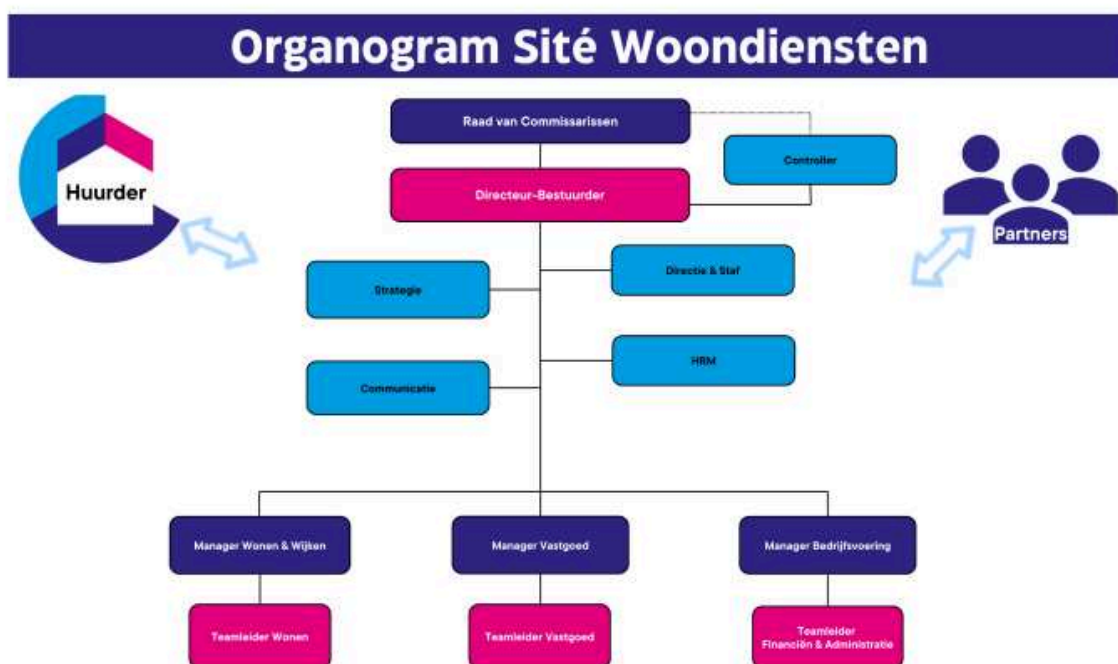 Organogram Sité Woondiensten
Raad van Commissarissen
Controller
Huurder
Directeur-Bestuurder
Partners
Directie & Staf
Strategie
HRM
Communicatie
Manager Wonen & Wijken
Manager Vastgoed
Manager Bedrijfsvoering
Teamleider Wonen
Teamleider Vastgoed
Teamleider
Financiën & Administratie